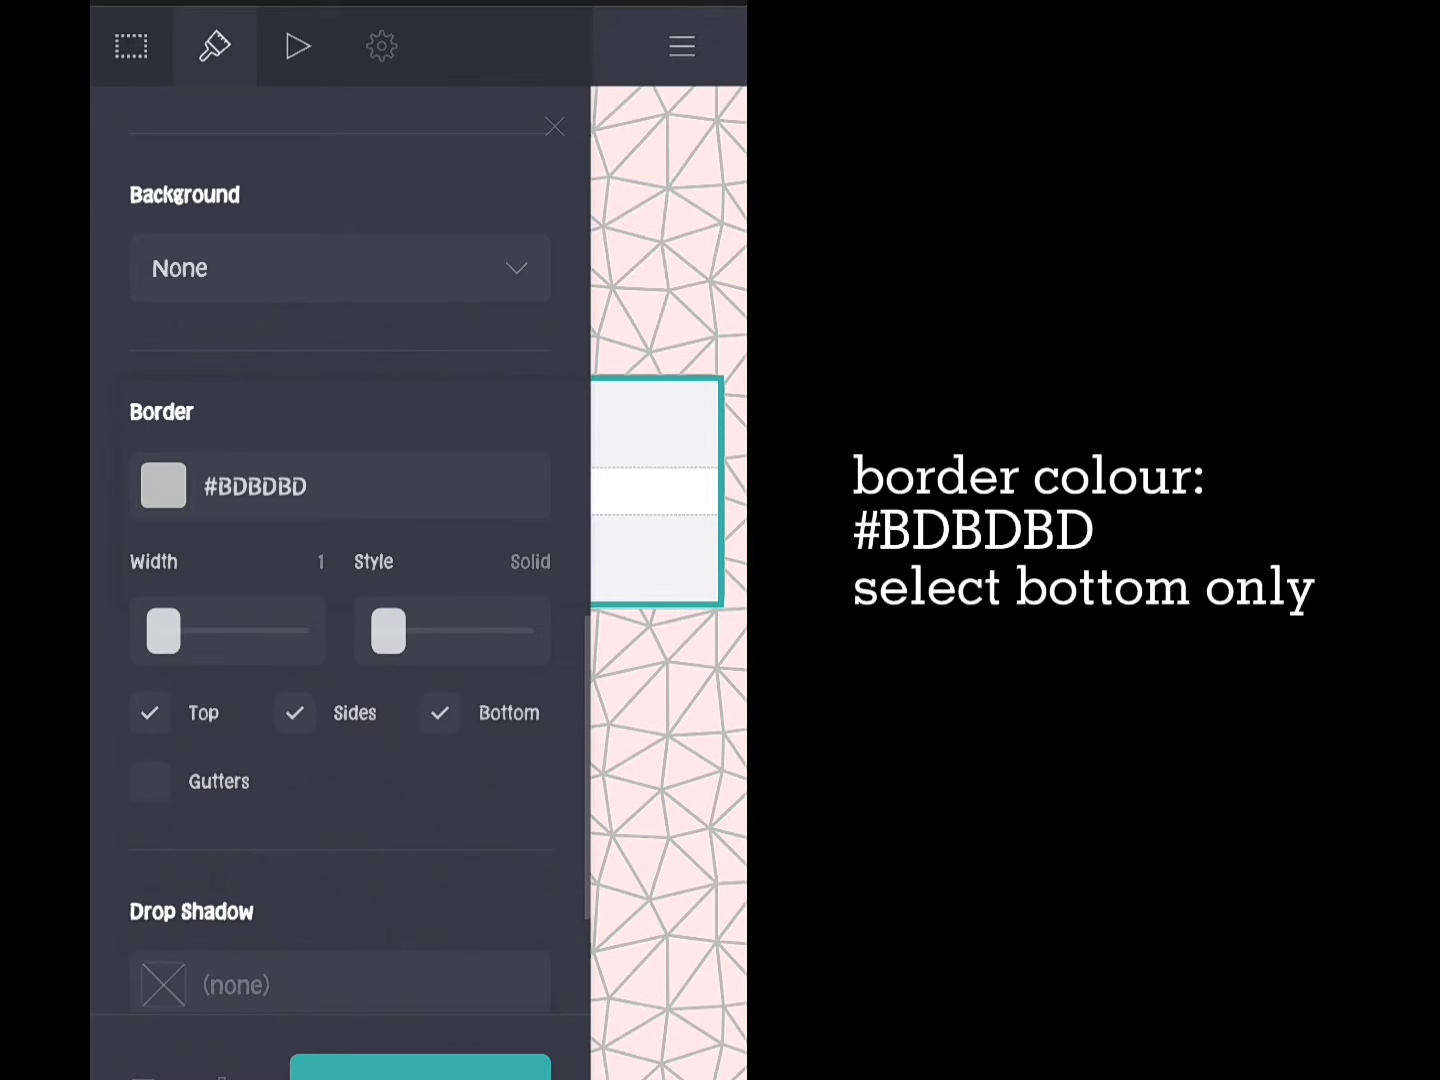 Background
None
Border
#BDBDBD
Width 1 Style Solid
Top Sides Bottom
Gutters
Drop Shadow
(none)
border colour:
#BDBDBD
select bottom only